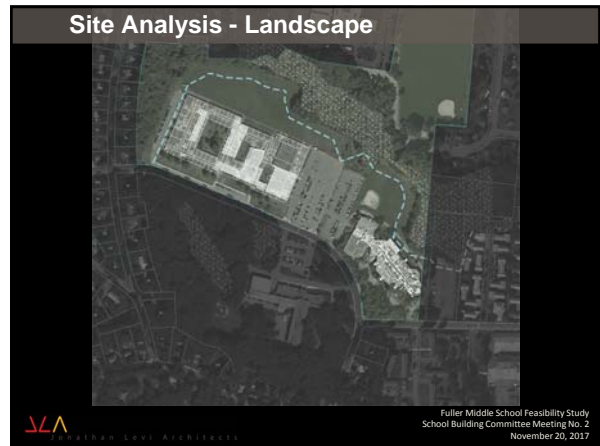 Site Analysis - Landscape
Fuller Middle School Feasibility Study
School Building Committee Meeting No. 2
November 20, 2017
JLA
Jonathan Levi Architects